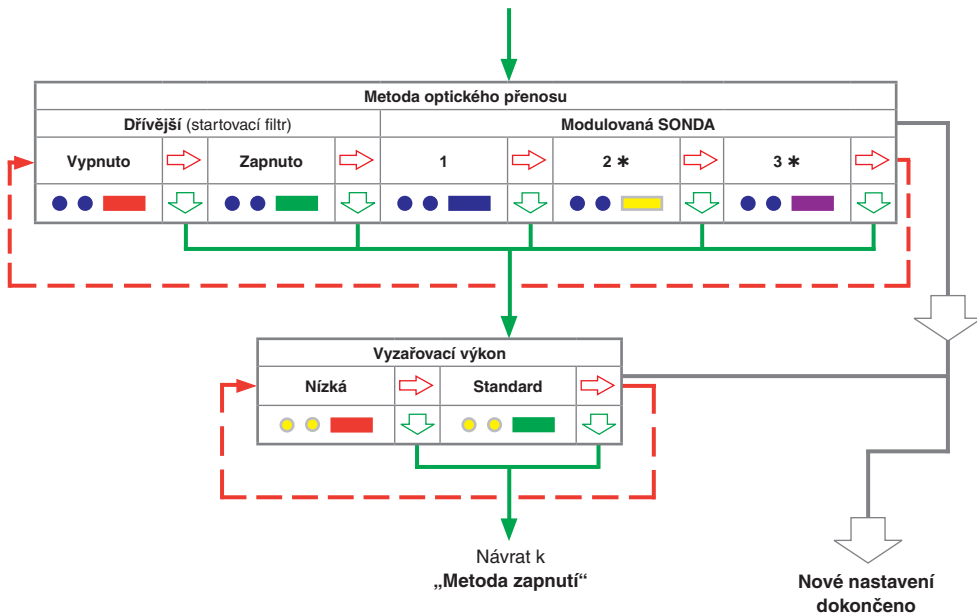 Metoda optického přenosu
Dřívější (startovací filtr) Modulovaná SONDA
Vypnuto Zapnuto 1 2 * 3 *
Vyzařovací výkon
Nízká Standard
Návrat k
„Metoda zapnutí“
Nové nastavení
dokončeno